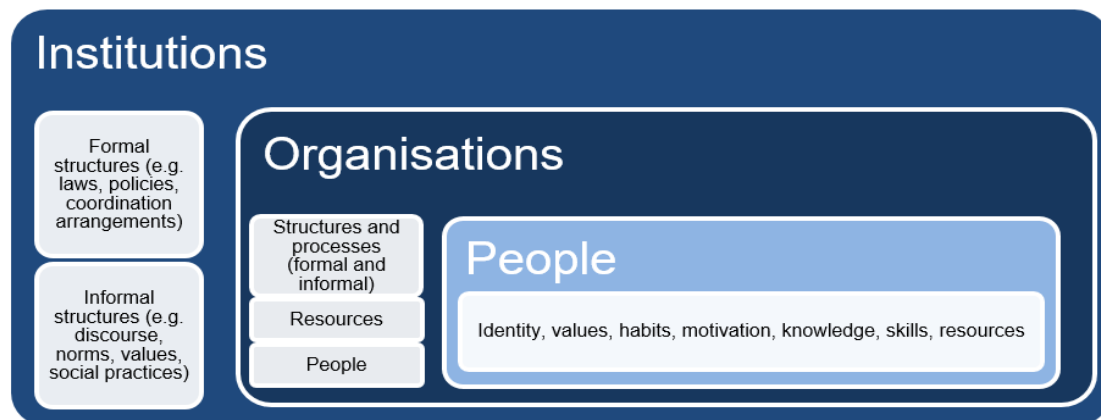 Institutions
Formal
structures (e.g.
laws, policies,
coordination
arrangements)
Informal
structures (e.g.
discourse,
norms, values,
social practices)
Organisations
Structures and
processes
(formal and
informal)
Resources
People
People
Identity, values, habits, motivation, knowledge, skills, resources